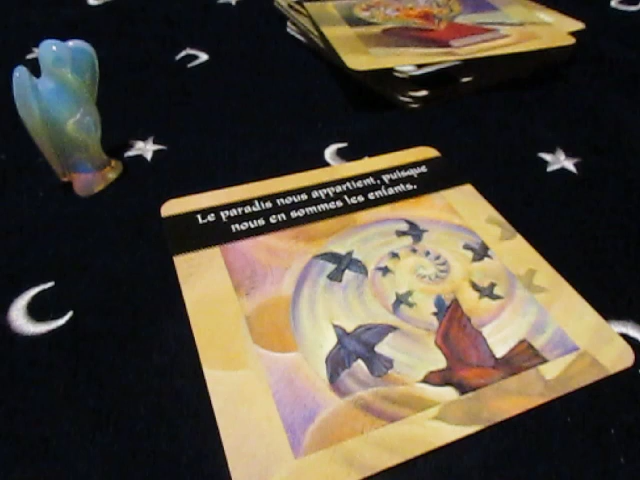 Le paradis nous appartient, puisque
nous en sommes les enfants.